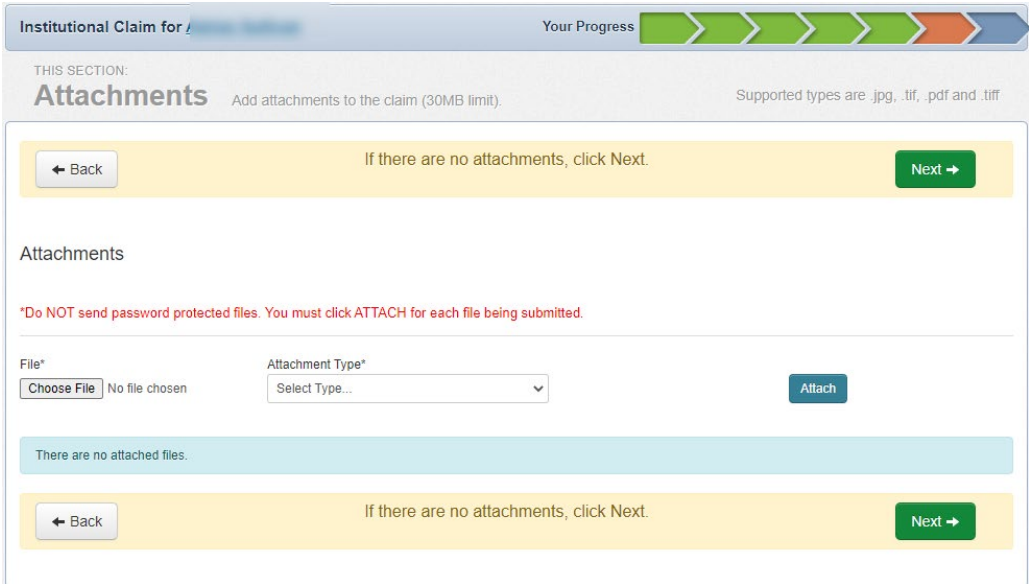 Institutional Claim for
Your Progress
THIS SECTION:
Attachments Add attachments to the claim (30MB limit). Supported types are .jpg, .tif, .pdf and .tiff
← Back If there are no attachments, click Next. Next →
Attachments
*Do NOT send password protected files. You must click ATTACH for each file being submitted.
File* Attachment Type*
Choose File No file chosen Select Type... Attach
There are no attached files.
← Back If there are no attachments, click Next. Next →